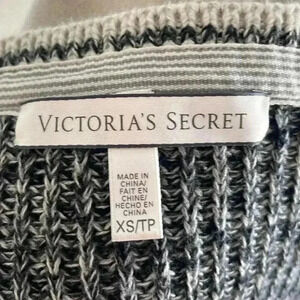 VICTORIA'S SECRET
MADE IN
CHINA/
FAIT EN
CHINE/
HECHO EN
CHINA
XS/TP